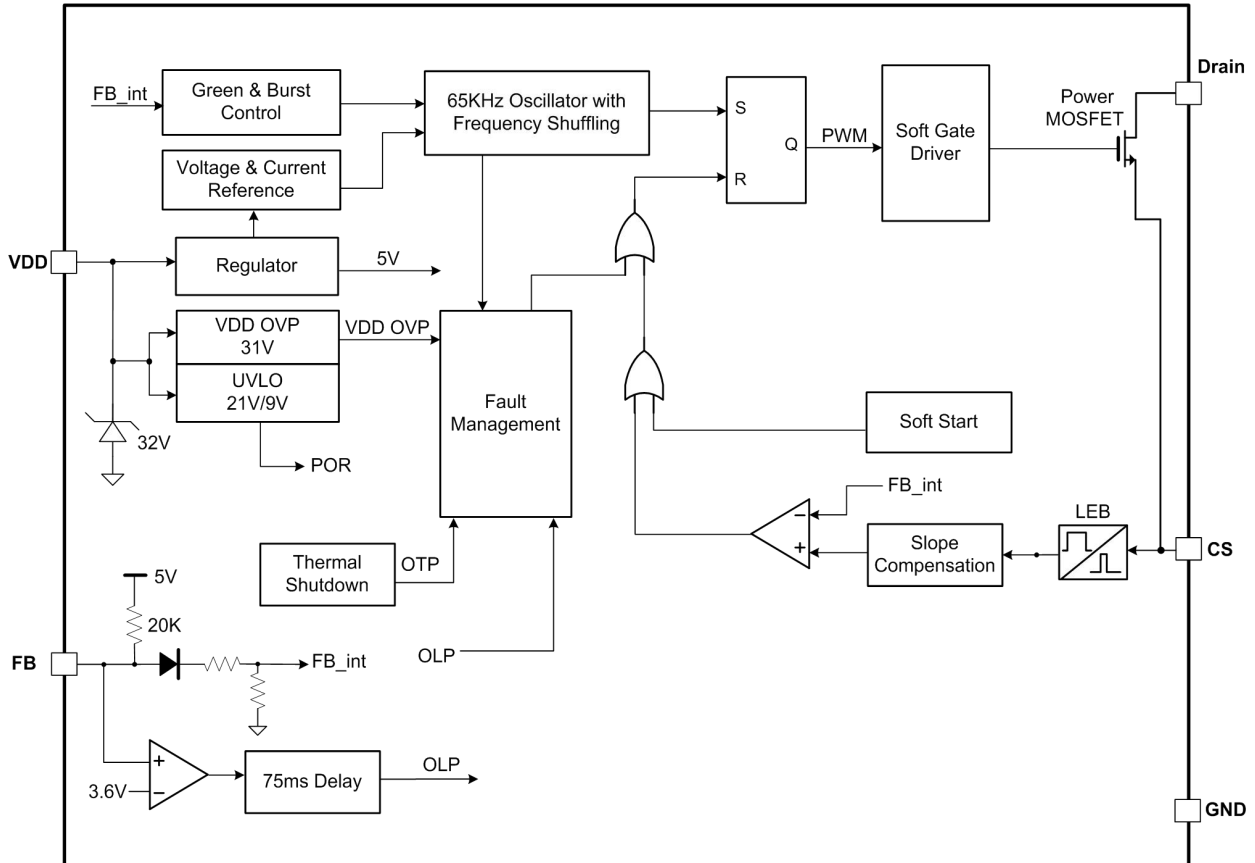 Drain
FB_int
Green & Burst
Control
65KHz Oscillator with
Frequency Shuffling
S
R
Q
PWM
Soft Gate
Driver
Power
MOSFET
Voltage & Current
Reference
VDD
Regulator
5V
VDD OVP
31V
VDD OVP
UVLO
21V/9V
32V
POR
Fault
Management
Soft Start
FB_int
−
+
Slope
Compensation
LEB
CS
Thermal
Shutdown
OTP
5V
20K
FB
FB_int
OLP
+
−
3.6V
75ms Delay
OLP
GND